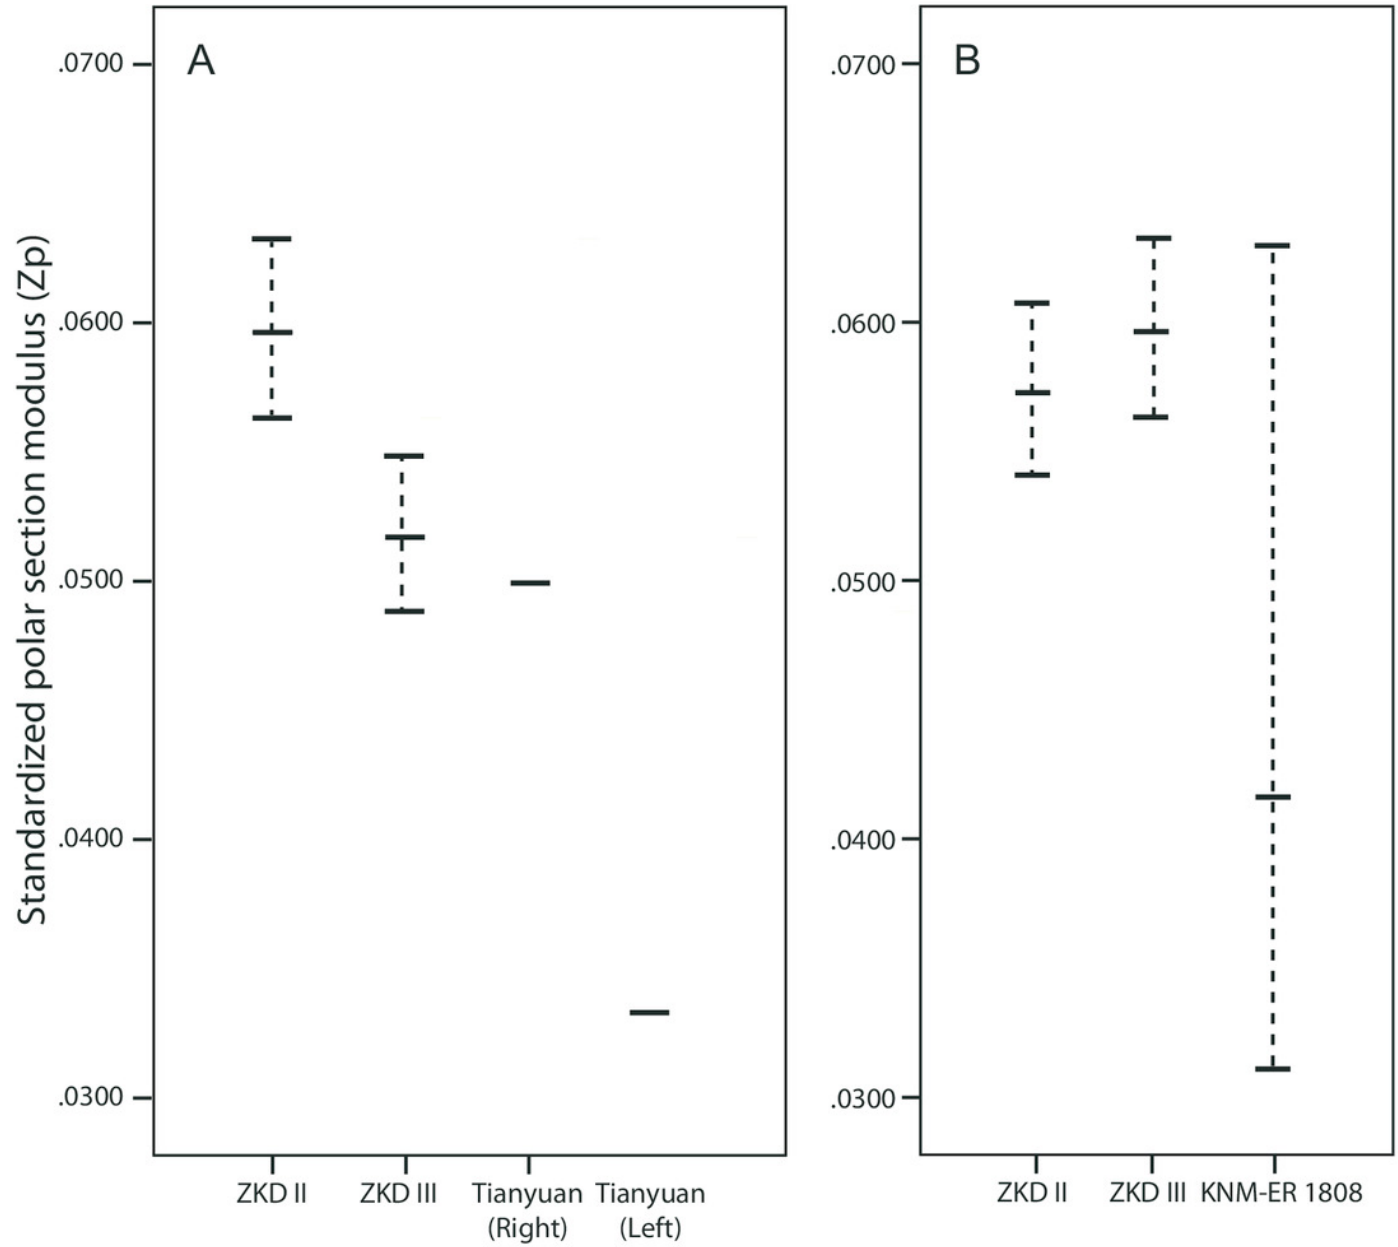 A
B
Standardized polar section modulus (Zp)
.0700
.0600
.0500
.0400
.0300
ZKD II
ZKD III
Tianyuan
(Right)
Tianyuan
(Left)
.0700
.0600
.0500
.0400
.0300
ZKD II
ZKD III
KNM-ER 1808